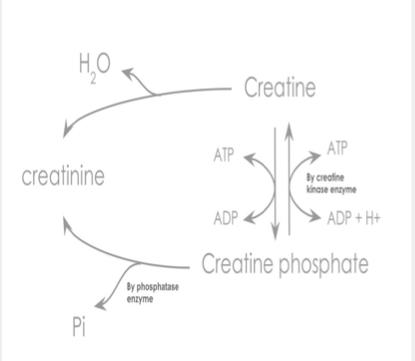 H2O
Creatine
ATP
ATP
creatinine
By creatine
kinase enzyme
ADP
ADP + H+
Creatine phosphate
By phosphatase
enzyme
Pi